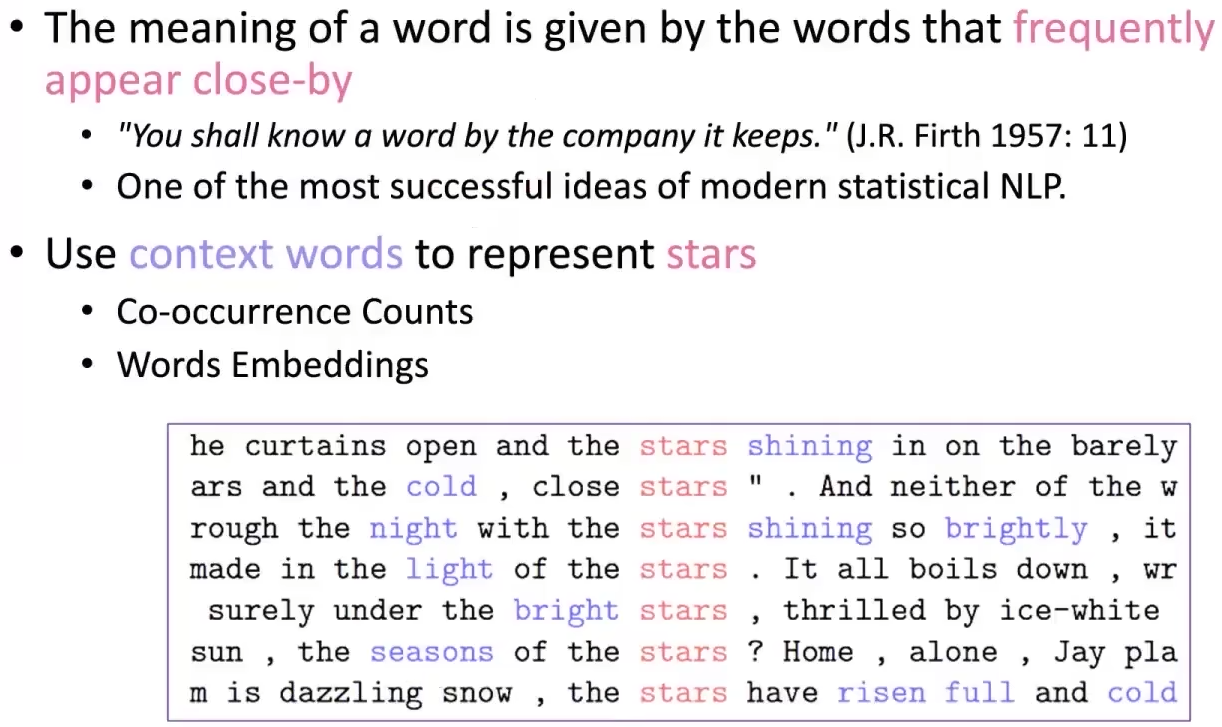 • The meaning of a word is given by the words that frequently
appear close-by
• "You shall know a word by the company it keeps." (J.R. Firth 1957: 11)
• One of the most successful ideas of modern statistical NLP.
• Use context words to represent stars
• Co-occurrence Counts
• Words Embeddings
he curtains open and the stars shining in on the barely
ars and the cold , close stars " . And neither of the w
rough the night with the stars shining so brightly , it
made in the light of the stars . It all boils down , wr
surely under the bright stars , thrilled by ice-white
sun , the seasons of the stars ? Home , alone , Jay pla
m is dazzling snow , the stars have risen full and cold